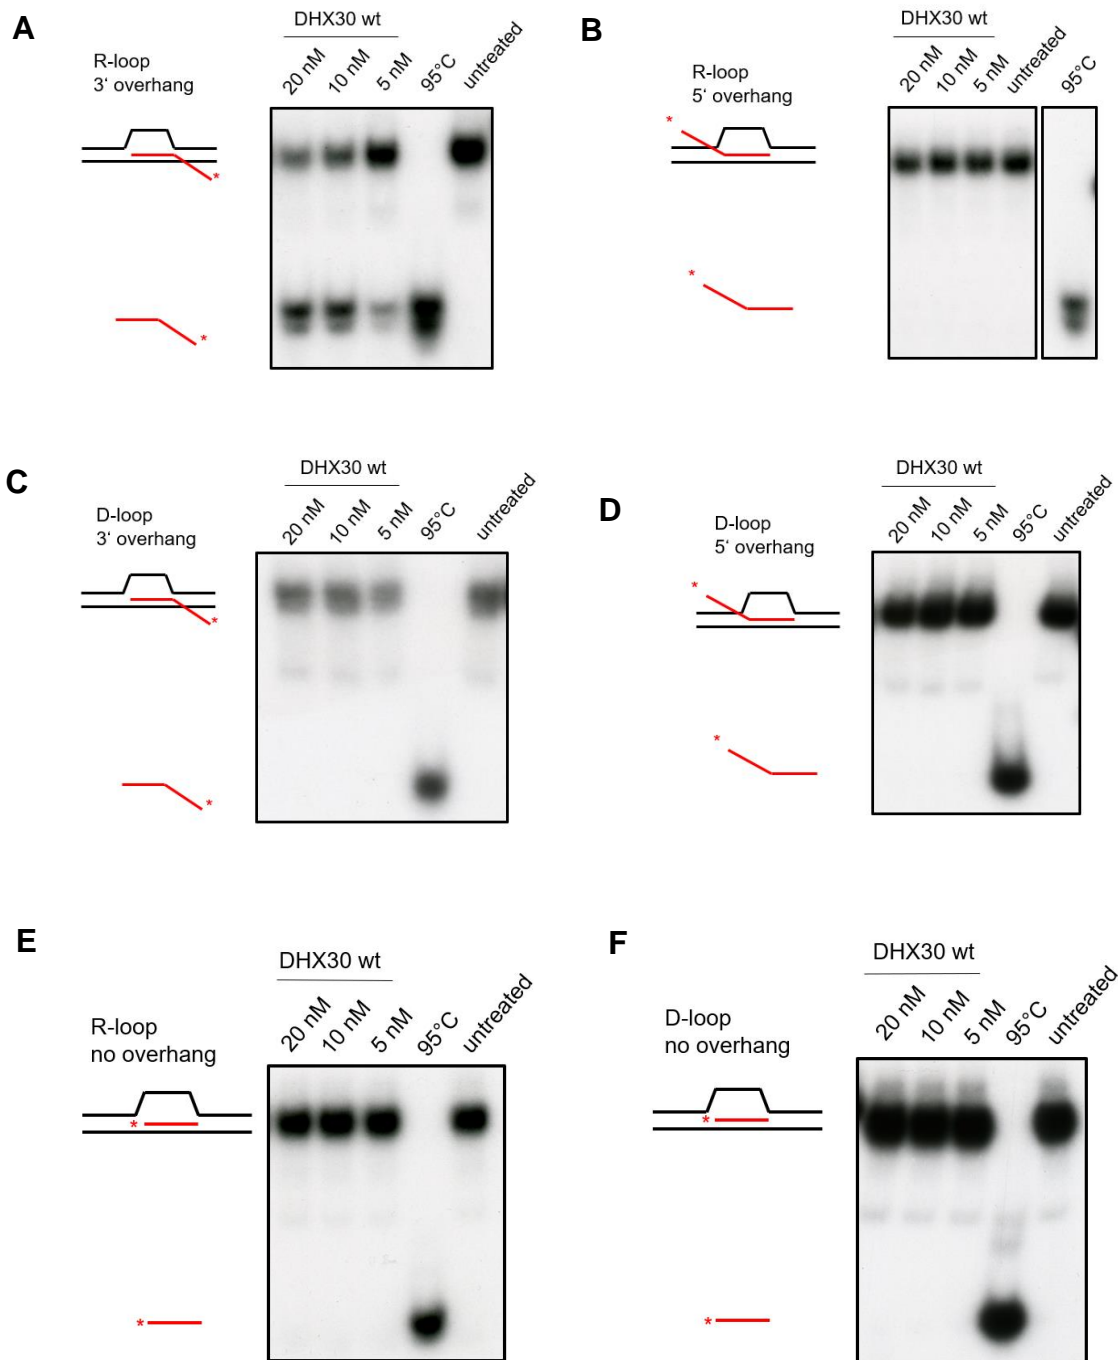 A
R-loop
3‘ overhang
DHX30 wt
20 nM
10 nM
5 nM
95°C
untreated
*
*
B
R-loop
5‘ overhang
DHX30 wt
20 nM
10 nM
5 nM
untreated
95°C
*
*
C
D-loop
3‘ overhang
DHX30 wt
20 nM
10 nM
5 nM
95°C
untreated
*
*
D
D-loop
5‘ overhang
DHX30 wt
20 nM
10 nM
5 nM
95°C
untreated
*
*
E
R-loop
no overhang
DHX30 wt
20 nM
10 nM
5 nM
95°C
untreated
*
*
F
D-loop
no overhang
DHX30 wt
20 nM
10 nM
5 nM
95°C
untreated
*
*